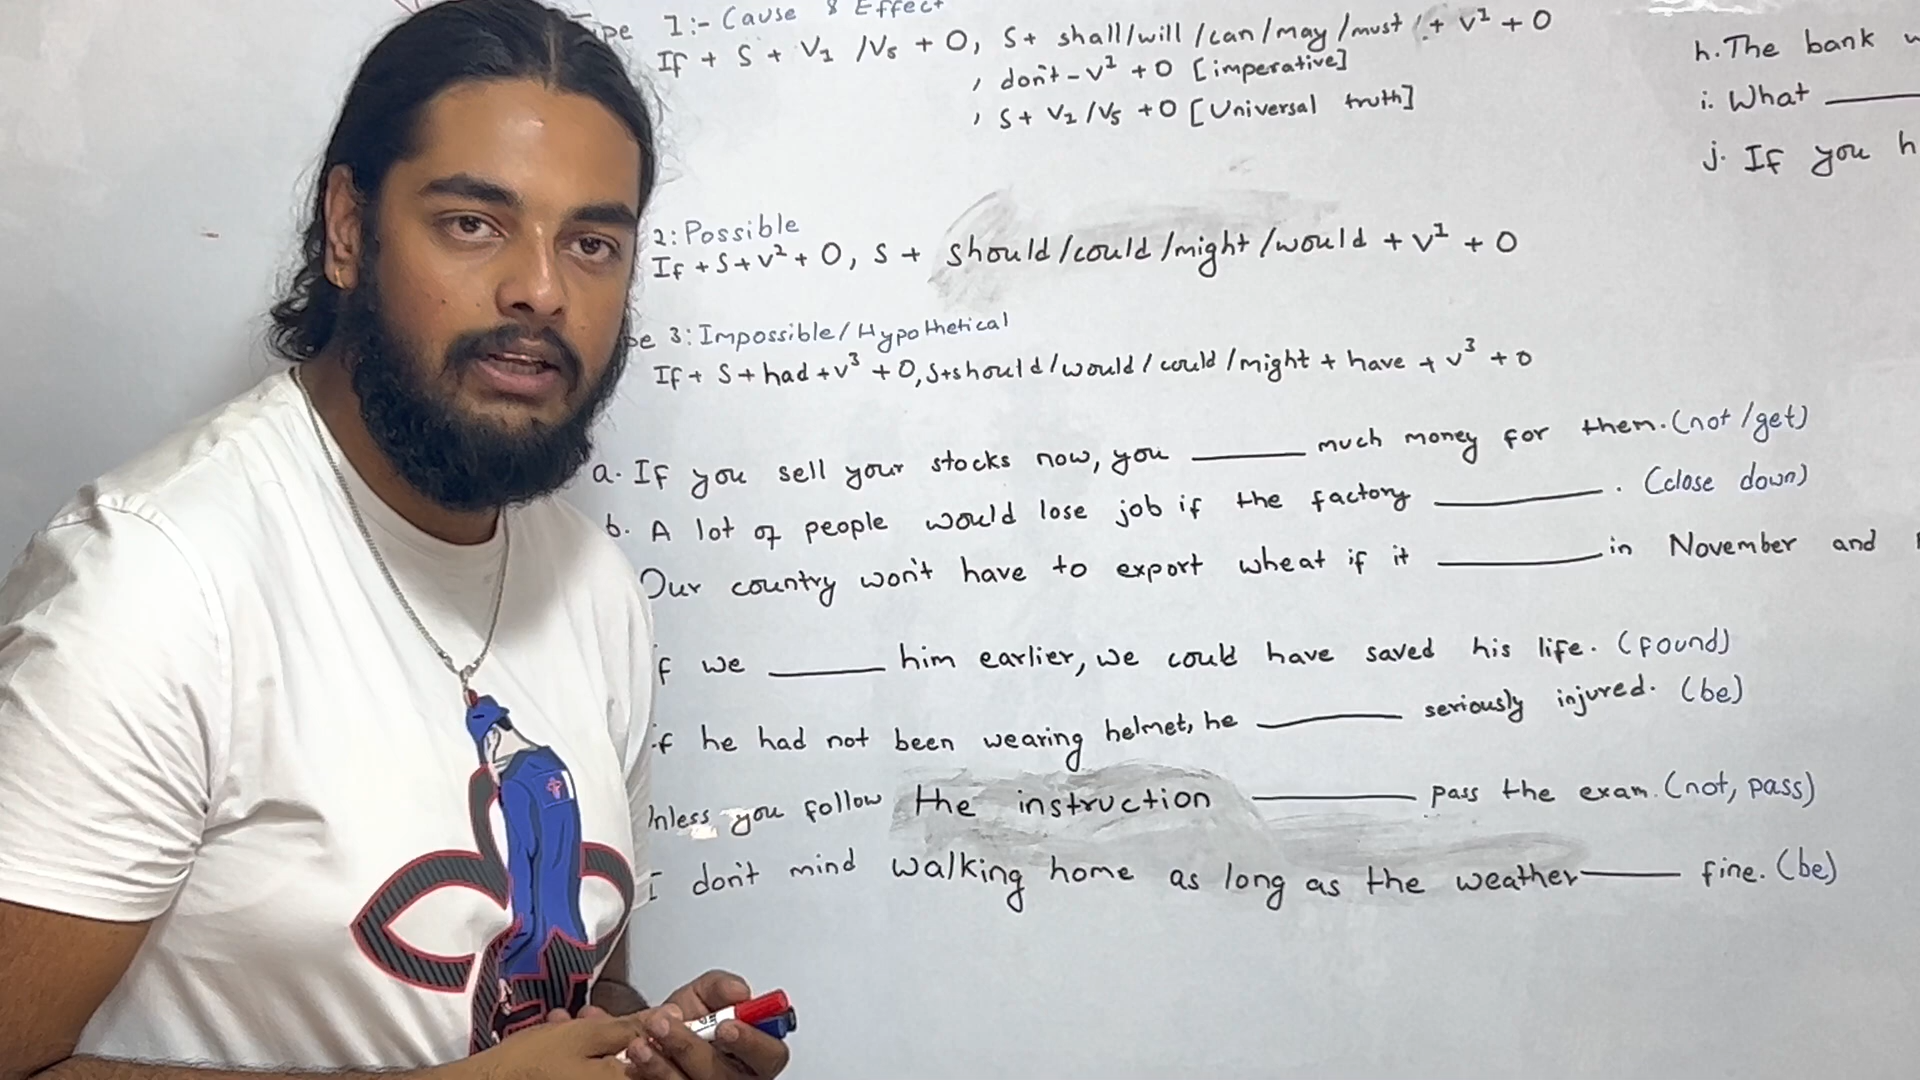 1:- Cause & Effect
If + S + V1 /V5 + O, S+ shall/will /can/may/must + V1 + O
, don't - V1 + O [imperative]
, S+ V1/V5 +O [Universal truth]
2: Possible
If +S+V2+ O, S + should/could/might/would + V1 + O
3: Impossible/Hypothetical
If + S+had+V3 +O, S+should/would/could/might + have + V3 +O
a. If you sell your stocks now, you ______ much money for them. (not/get)
b. A lot of people would lose job if the factory ______. (close down)
Our country won't have to export wheat if it ______ in November and
f we ______ him earlier, we could have saved his life. (found)
if he had not been wearing helmet, he ______ seriously injured. (be)
nless you follow the instruction ______ pass the exam. (not, pass)
I don't mind walking home as long as the weather ______ fine. (be)
h. The bank
i. What ______
j. If you h